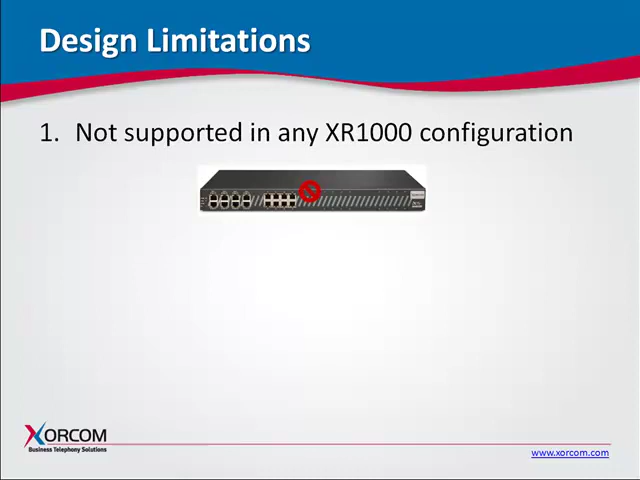 Design Limitations
1. Not supported in any XR1000 configuration
XORCOM
Business Telephony Solutions
www.xorcom.com